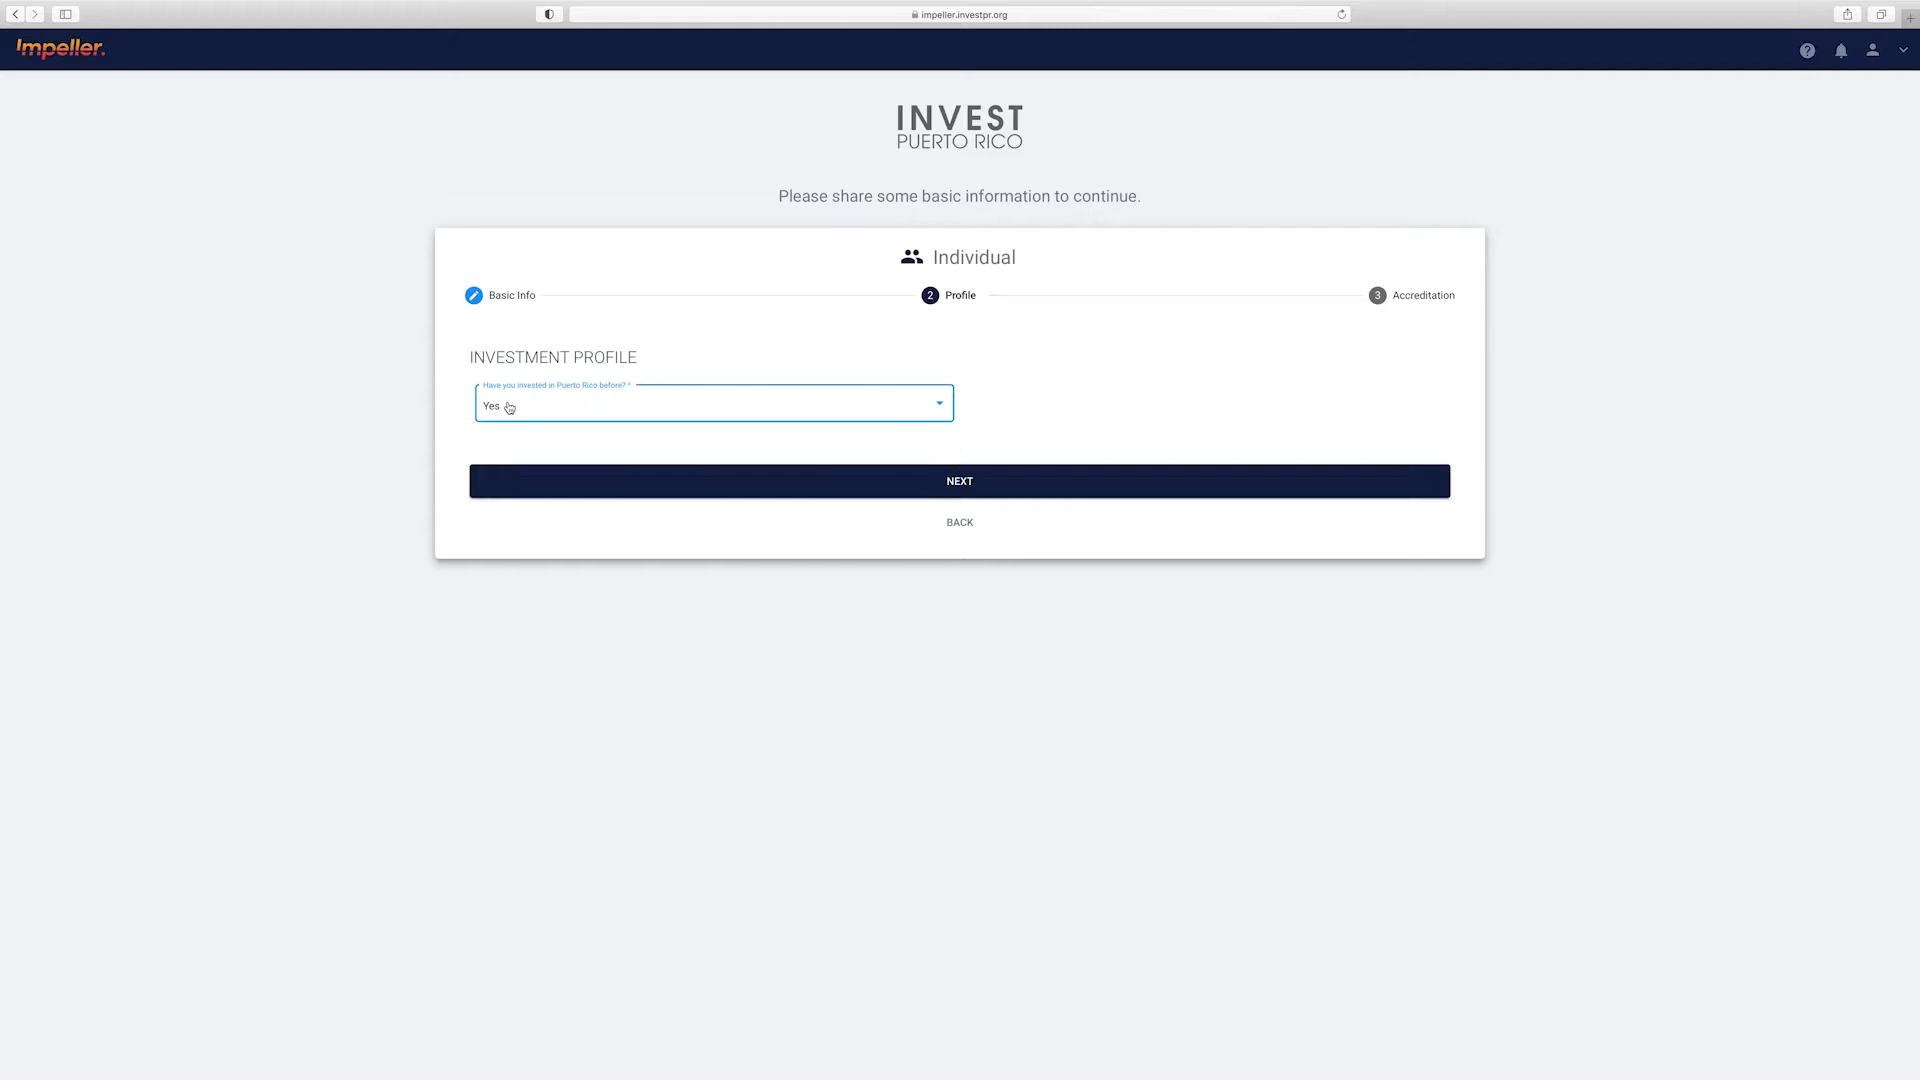 impeller.investpr.org
Impeller.
INVEST
PUERTO RICO
Please share some basic information to continue.
Individual
Basic Info
2 Profile
3 Accreditation
INVESTMENT PROFILE
Have you invested in Puerto Rico before? *
Yes
NEXT
BACK